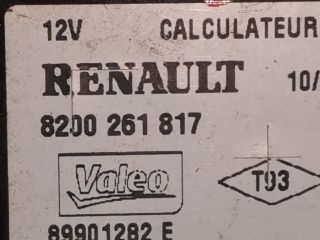 12V CALCULATEUR
RENAULT 10/
8200 261 817
Valeo T03
89901282 E